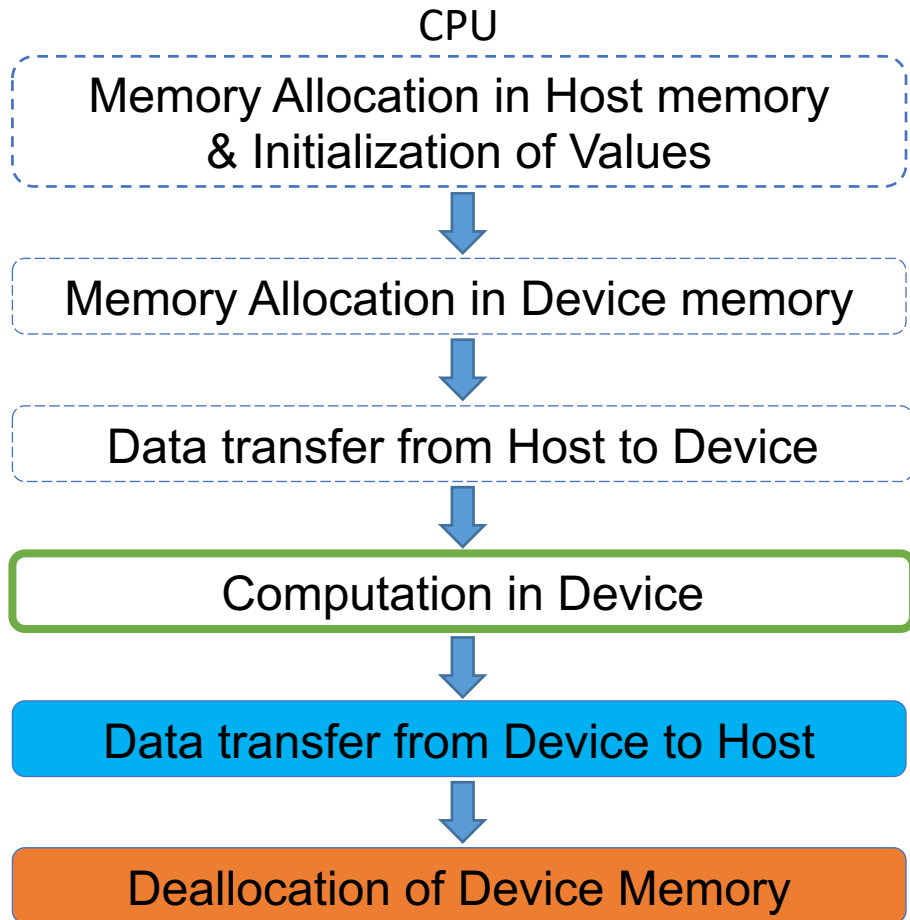 CPU
Memory Allocation in Host memory
& Initialization of Values
Memory Allocation in Device memory
Data transfer from Host to Device
Computation in Device
Data transfer from Device to Host
Deallocation of Device Memory